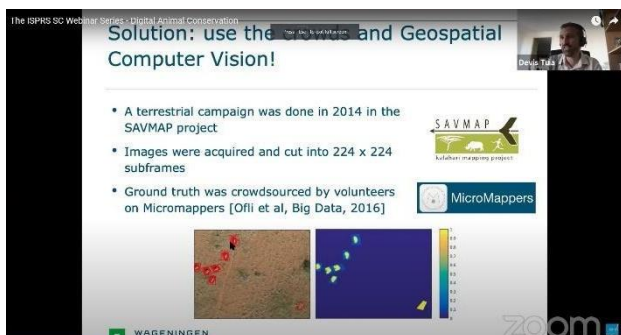 The ISPRS SC Webinar Series - Digital Animal Conservation
Solution: use the crowds and Geospatial
Computer Vision!
Devis Tuia
• A terrestrial campaign was done in 2014 in the
SAVMAP project
• Images were acquired and cut into 224 x 224
subframes
• Ground truth was crowdsourced by volunteers
on Micromappers [Ofli et al, Big Data, 2016]
SAVMAP
kalahari mapping project
MicroMappers
WAGENINGEN
zoom